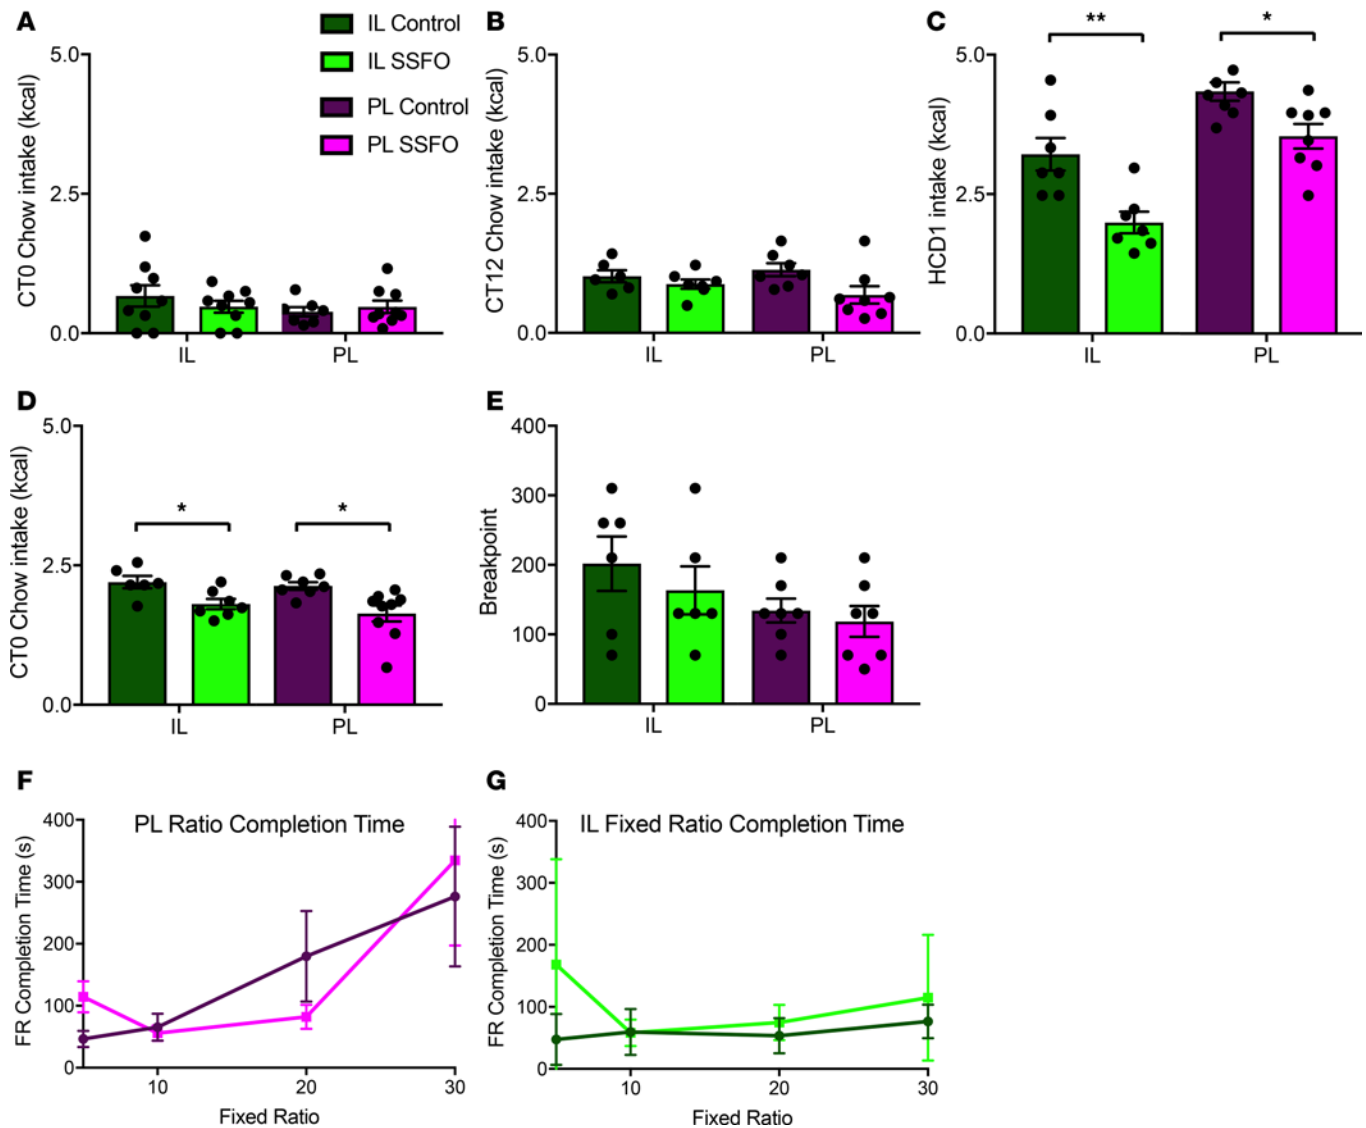 A
IL Control
IL SSFO
PL Control
PL SSFO
CT0 Chow intake (kcal)
5.0
2.5
0.0
IL
PL
B
CT12 Chow intake (kcal)
5.0
2.5
0.0
IL
PL
C
**
*
HCD1 intake (kcal)
5.0
2.5
0.0
IL
PL
D
*
*
CT0 Chow intake (kcal)
5.0
2.5
0.0
IL
PL
E
Breakpoint
400
300
200
100
0
IL
PL
F
PL Ratio Completion Time
FR Completion Time (s)
400
300
200
100
0
10
20
30
Fixed Ratio
G
IL Fixed Ratio Completion Time
FR Completion Time (s)
400
300
200
100
0
10
20
30
Fixed Ratio